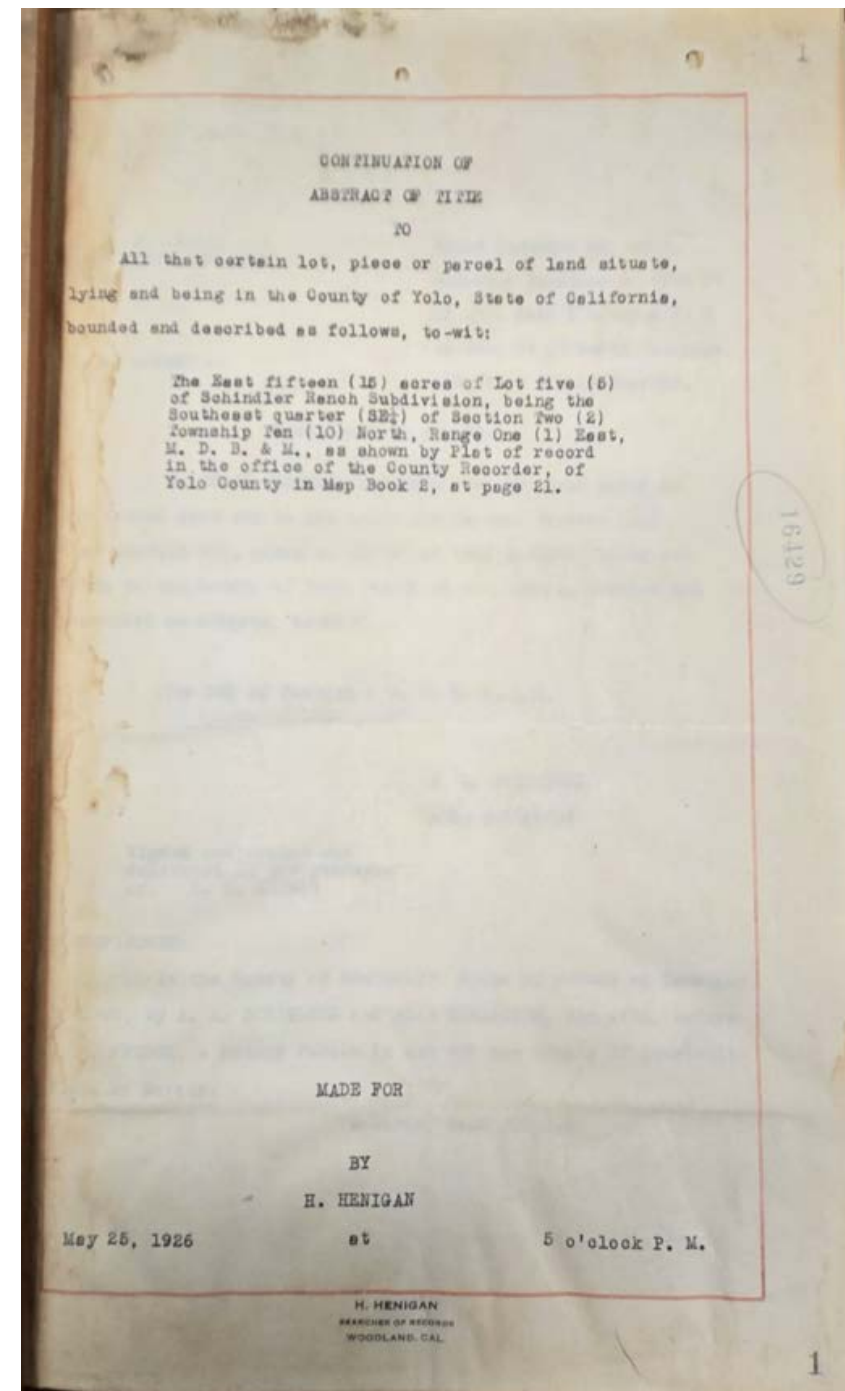 1
CONTINUATION OF
ABSTRACT OF TITLE
TO
All that certain lot, piece or parcel of land situate,
lying and being in the County of Yolo, State of California,
bounded and described as follows, to-wit:
The East fifteen (15) acres of Lot five (5)
of Schindler Ranch Subdivision, being the
Southeast quarter (SE¼) of Section Two (2)
Township Ten (10) North, Range One (1) East,
M. D. B. & M., as shown by Plat of record
in the office of the County Recorder, of
Yolo County in Map Book 2, at page 21.
16429
MADE FOR
BY
H. HENIGAN
May 25, 1926 at 5 o'clock P. M.
H. HENIGAN
SEARCHER OF RECORDS
WOODLAND, CAL.
1